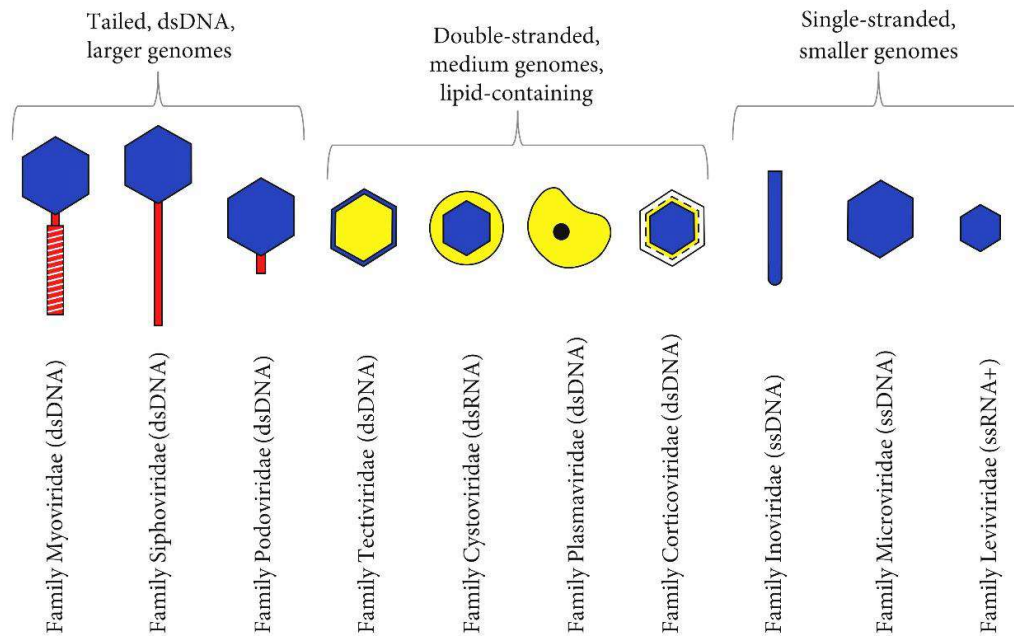 Tailed, dsDNA,
larger genomes
Double-stranded,
medium genomes,
lipid-containing
Single-stranded,
smaller genomes
Family Myoviridae (dsDNA)
Family Siphoviridae (dsDNA)
Family Podoviridae (dsDNA)
Family Tectiviridae (dsDNA)
Family Cystoviridae (dsRNA)
Family Plasmaviridae (dsDNA)
Family Corticoviridae (dsDNA)
Family Inoviridae (ssDNA)
Family Microviridae (ssDNA)
Family Leviviridae (ssRNA+)